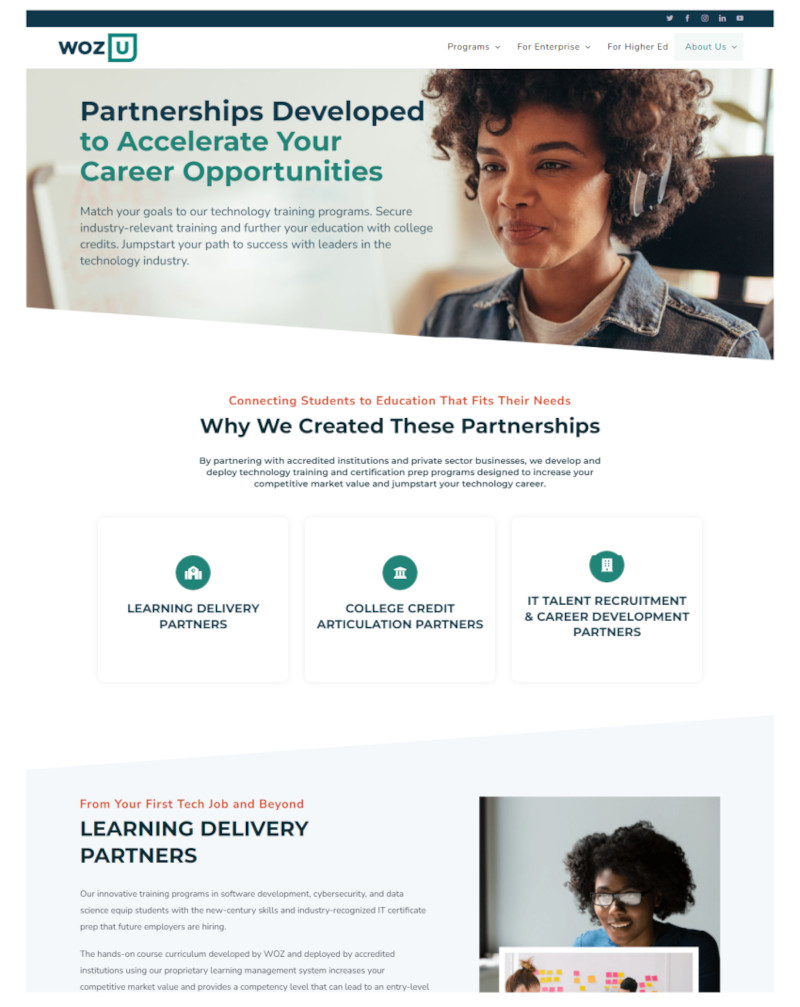 WOZ U
Programs
For Enterprise
For Higher Ed
About Us
Partnerships Developed
to Accelerate Your
Career Opportunities
Match your goals to our technology training programs. Secure
industry-relevant training and further your education with college
credits. Jumpstart your path to success with leaders in the
technology industry.
Connecting Students to Education That Fits Their Needs
Why We Created These Partnerships
By partnering with accredited institutions and private sector businesses, we develop and
deploy technology training and certification prep programs designed to increase your
competitive market value and jumpstart your technology career.
LEARNING DELIVERY
PARTNERS
COLLEGE CREDIT
ARTICULATION PARTNERS
IT TALENT RECRUITMENT
& CAREER DEVELOPMENT
PARTNERS
From Your First Tech Job and Beyond
LEARNING DELIVERY
PARTNERS
Our innovative training programs in software development, cybersecurity, and data
science equip students with the new-century skills and industry-recognized IT certificate
prep that future employers are hiring.
The hands-on course curriculum developed by WOZ and deployed by accredited
institutions using our proprietary learning management system increases your
competitive market value and provides a competency level that can lead to an entry-level